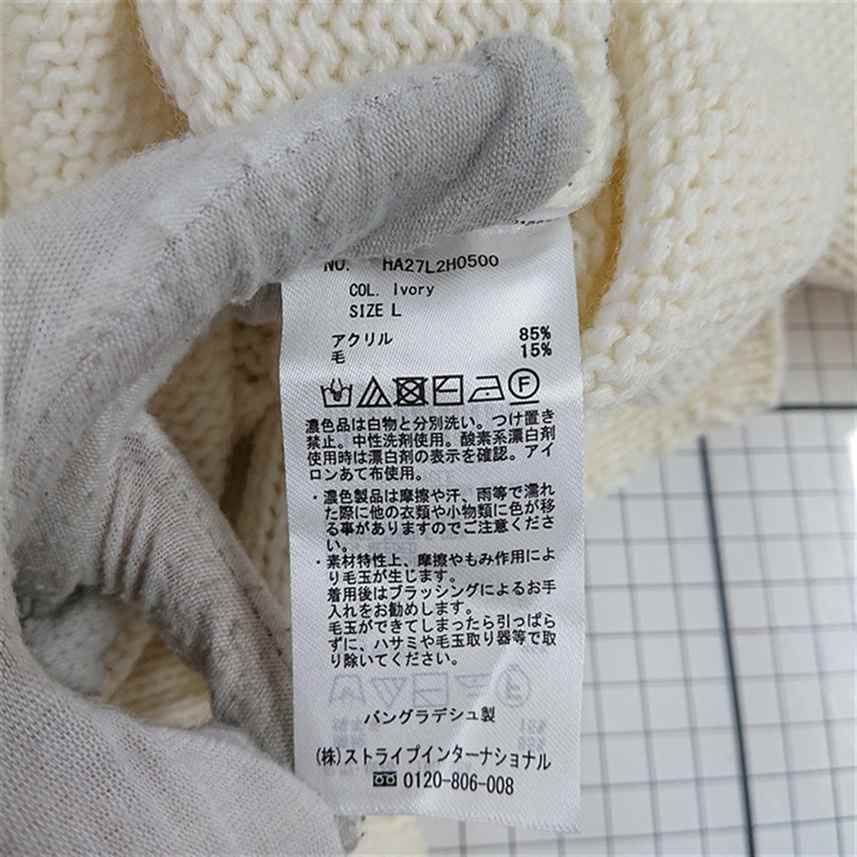 NO. HA27L2H0500
COL. Ivory
SIZE L
アクリル 85%
毛 15%
F
濃色品は白物と分別洗い。つけ置き
禁止。中性洗剤使用。酸素系漂白剤
使用時は漂白剤の表示を確認。アイ
ロンあて布使用。
・濃色製品は摩擦や汗、雨等で濡れ
た際に他の衣類や小物類に色が移
る事がありますのでご注意くださ
い。
・素材特性上、摩擦やもみ作用によ
り毛玉が生じます。
着用後はブラッシングによるお手
入れをお勧めします。
毛玉ができてしまったら引っぱら
ずに、ハサミや毛玉取り器等で取
り除いてください。
バングラデシュ製
(株)ストライプインターナショナル
0120-806-008